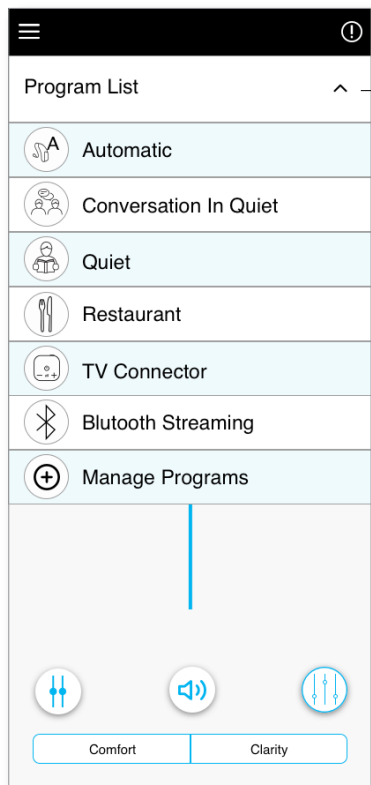 Program List
A
Automatic
Conversation In Quiet
Quiet
Restaurant
TV Connector
Blutooth Streaming
Manage Programs
Comfort Clarity